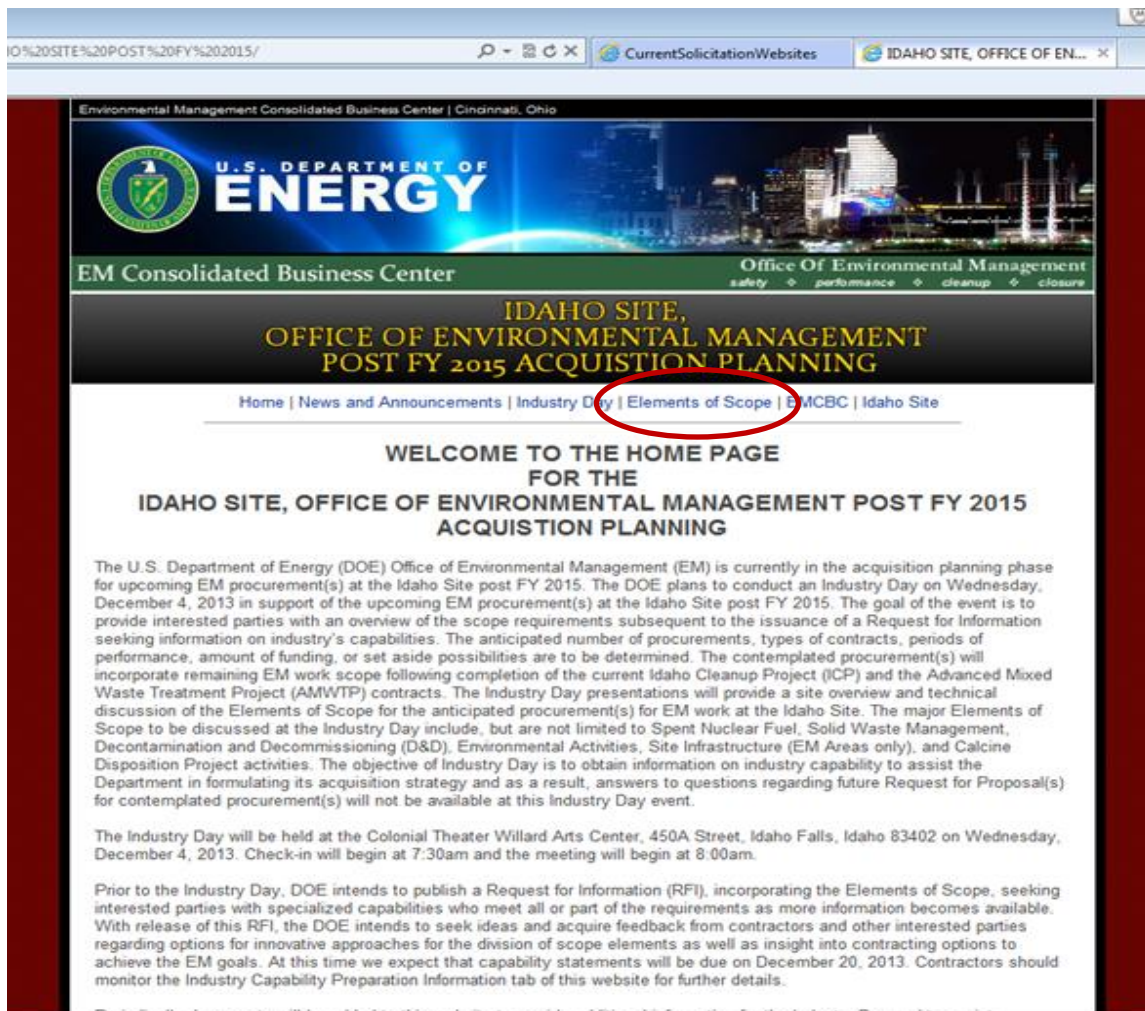 O%20SITE%20POST%20FY%202015/
CurrentSolicitationWebsites
IDAHO SITE, OFFICE OF EN...
Environmental Management Consolidated Business Center | Cincinnati, Ohio
U.S. DEPARTMENT OF
ENERGY
EM Consolidated Business Center
Office Of Environmental Management
safety ❖ performance ❖ cleanup ❖ closure
IDAHO SITE,
OFFICE OF ENVIRONMENTAL MANAGEMENT
POST FY 2015 ACQUISTION PLANNING
Home | News and Announcements | Industry Day | Elements of Scope | EMCBC | Idaho Site
WELCOME TO THE HOME PAGE
FOR THE
IDAHO SITE, OFFICE OF ENVIRONMENTAL MANAGEMENT POST FY 2015
ACQUISTION PLANNING
The U.S. Department of Energy (DOE) Office of Environmental Management (EM) is currently in the acquisition planning phase
for upcoming EM procurement(s) at the Idaho Site post FY 2015. The DOE plans to conduct an Industry Day on Wednesday,
December 4, 2013 in support of the upcoming EM procurement(s) at the Idaho Site post FY 2015. The goal of the event is to
provide interested parties with an overview of the scope requirements subsequent to the issuance of a Request for Information
seeking information on industry's capabilities. The anticipated number of procurements, types of contracts, periods of
performance, amount of funding, or set aside possibilities are to be determined. The contemplated procurement(s) will
incorporate remaining EM work scope following completion of the current Idaho Cleanup Project (ICP) and the Advanced Mixed
Waste Treatment Project (AMWTP) contracts. The Industry Day presentations will provide a site overview and technical
discussion of the Elements of Scope for the anticipated procurement(s) for EM work at the Idaho Site. The major Elements of
Scope to be discussed at the Industry Day include, but are not limited to Spent Nuclear Fuel, Solid Waste Management,
Decontamination and Decommissioning (D&D), Environmental Activities, Site Infrastructure (EM Areas only), and Calcine
Disposition Project activities. The objective of Industry Day is to obtain information on industry capability to assist the
Department in formulating its acquisition strategy and as a result, answers to questions regarding future Request for Proposal(s)
for contemplated procurement(s) will not be available at this Industry Day event.
The Industry Day will be held at the Colonial Theater Willard Arts Center, 450A Street, Idaho Falls, Idaho 83402 on Wednesday,
December 4, 2013. Check-in will begin at 7:30am and the meeting will begin at 8:00am.
Prior to the Industry Day, DOE intends to publish a Request for Information (RFI), incorporating the Elements of Scope, seeking
interested parties with specialized capabilities who meet all or part of the requirements as more information becomes available.
With release of this RFI, the DOE intends to seek ideas and acquire feedback from contractors and other interested parties
regarding options for innovative approaches for the division of scope elements as well as insight into contracting options to
achieve the EM goals. At this time we expect that capability statements will be due on December 20, 2013. Contractors should
monitor the Industry Capability Preparation Information tab of this website for further details.